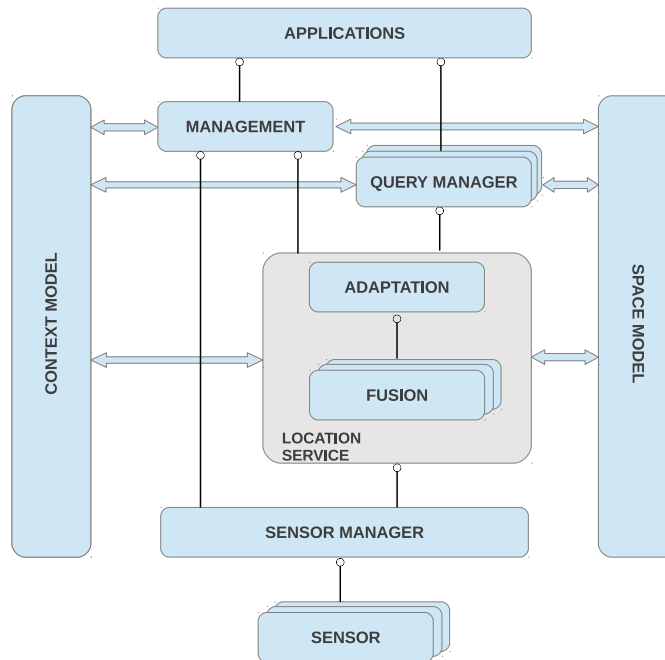 APPLICATIONS
MANAGEMENT
QUERY MANAGER
CONTEXT MODEL
SPACE MODEL
ADAPTATION
FUSION
LOCATION
SERVICE
SENSOR MANAGER
SENSOR